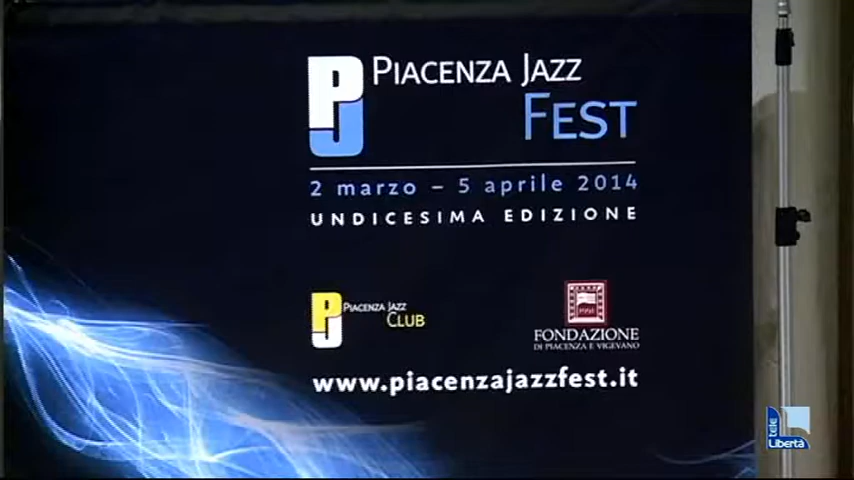 PJ PIACENZA JAZZ
FEST
2 marzo – 5 aprile 2014
UNDICESIMA EDIZIONE
PJ PIACENZA JAZZ
CLUB
FONDAZIONE
DI PIACENZA E VIGEVANO
www.piacenzajazzfest.it
tele
Libertà